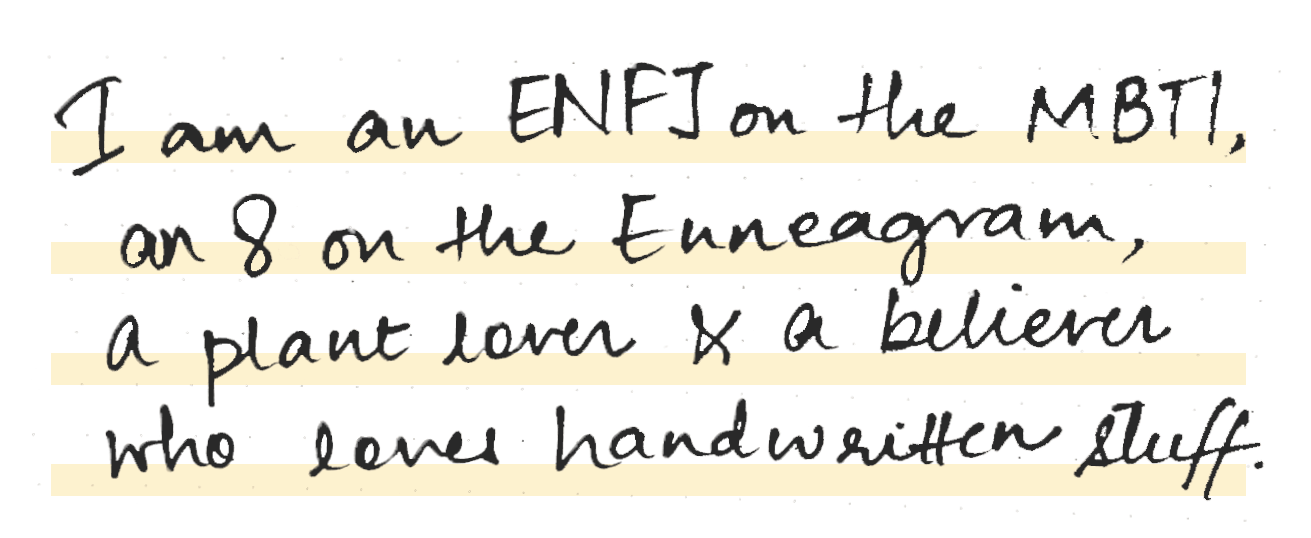 I am an ENFJ on the MBTI,
an 8 on the Enneagram,
a plant lover & a believer
who loves handwritten stuff.